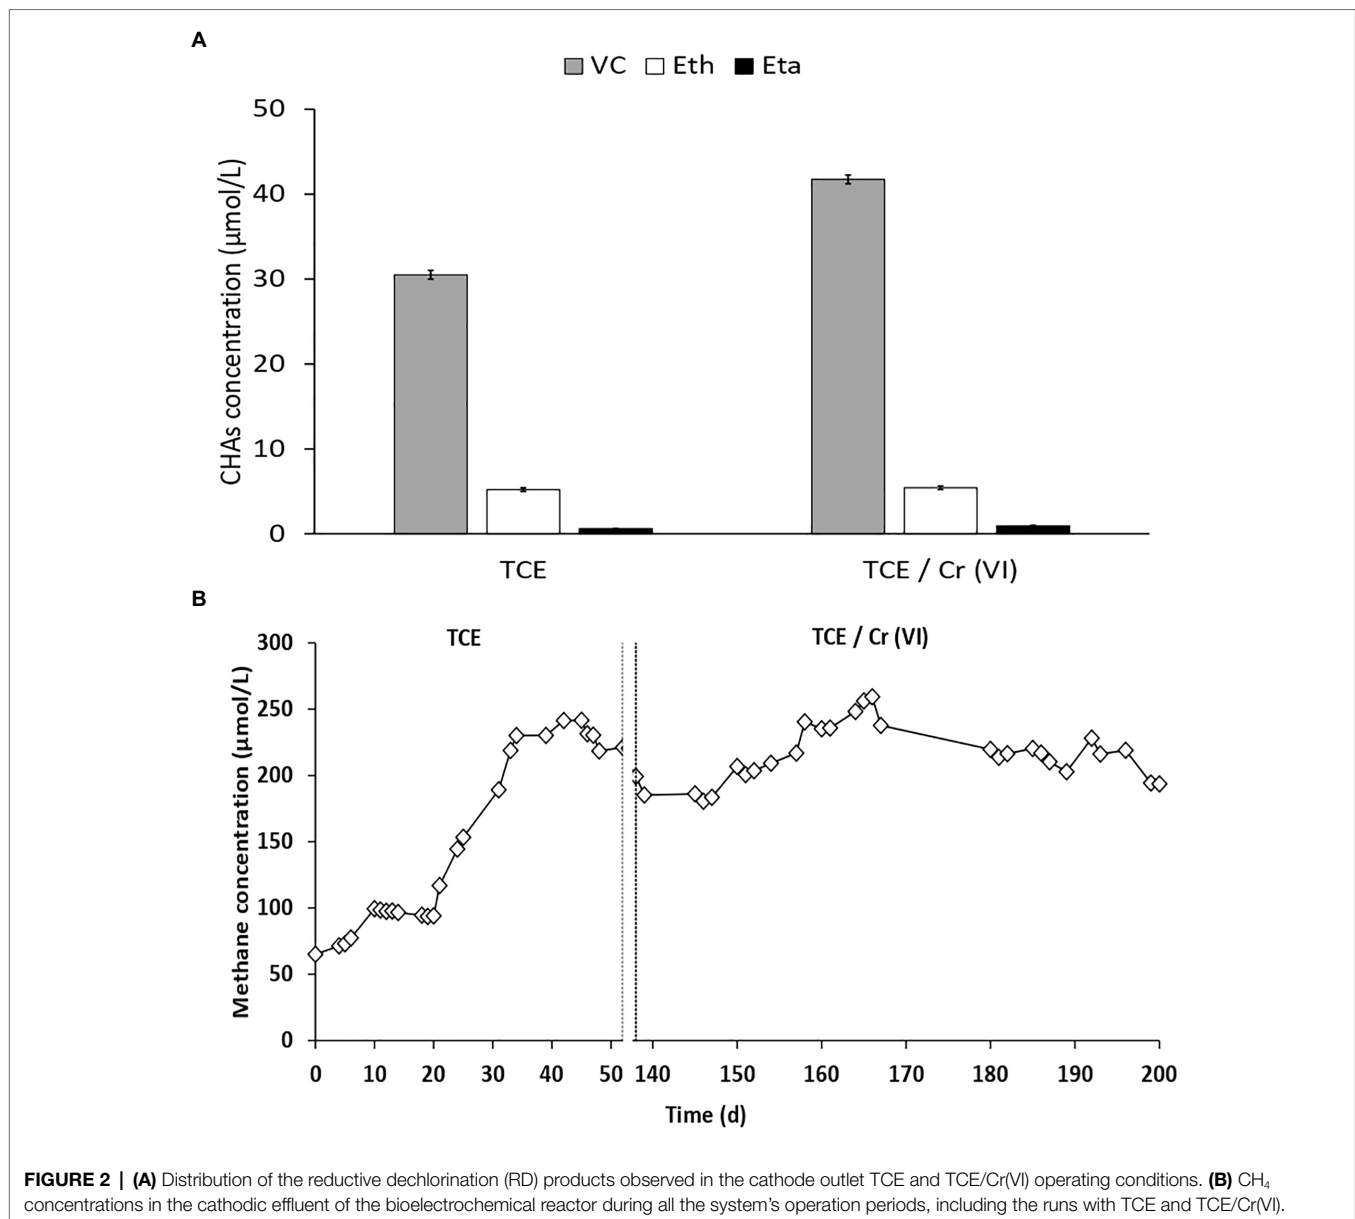 A
VC Eth Eta
50
40
30
20
10
0
CHAs concentration (µmol/L)
TCE TCE / Cr (VI)
B
TCE TCE / Cr (VI)
300
250
200
150
100
50
0
Methane concentration (µmol/L)
0 10 20 30 40 50 140 150 160 170 180 190 200
Time (d)
FIGURE 2 | (A) Distribution of the reductive dechlorination (RD) products observed in the cathode outlet TCE and TCE/Cr(VI) operating conditions. (B) CH₄
concentrations in the cathodic effluent of the bioelectrochemical reactor during all the system’s operation periods, including the runs with TCE and TCE/Cr(VI).